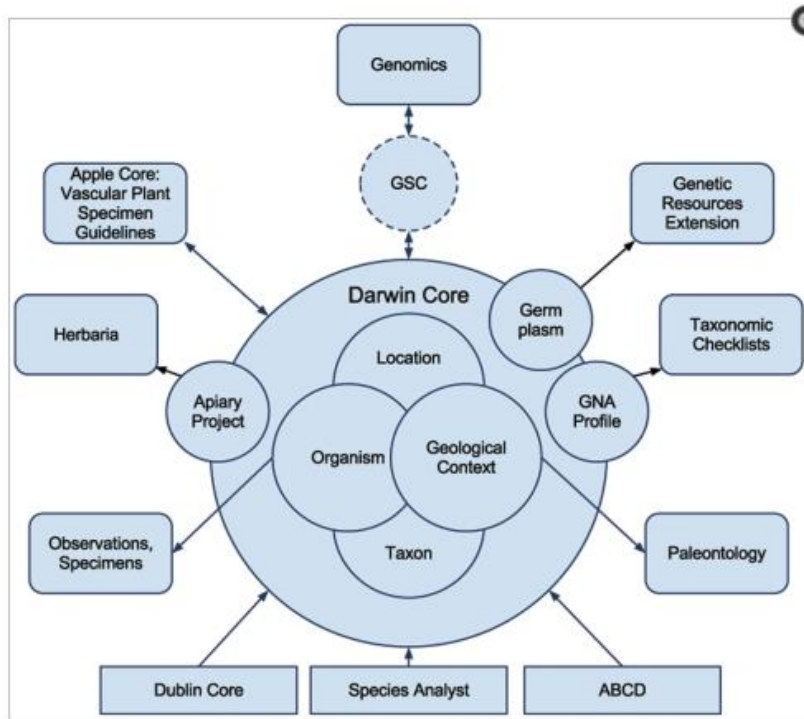 Genomics
GSC
Apple Core:
Vascular Plant
Specimen
Guidelines
Genetic
Resources
Extension
Darwin Core
Germ
plasm
Herbaria
Taxonomic
Checklists
Location
Apiary
Project
GNA
Profile
Organism
Geological
Context
Observations,
Specimens
Taxon
Paleontology
Dublin Core
Species Analyst
ABCD